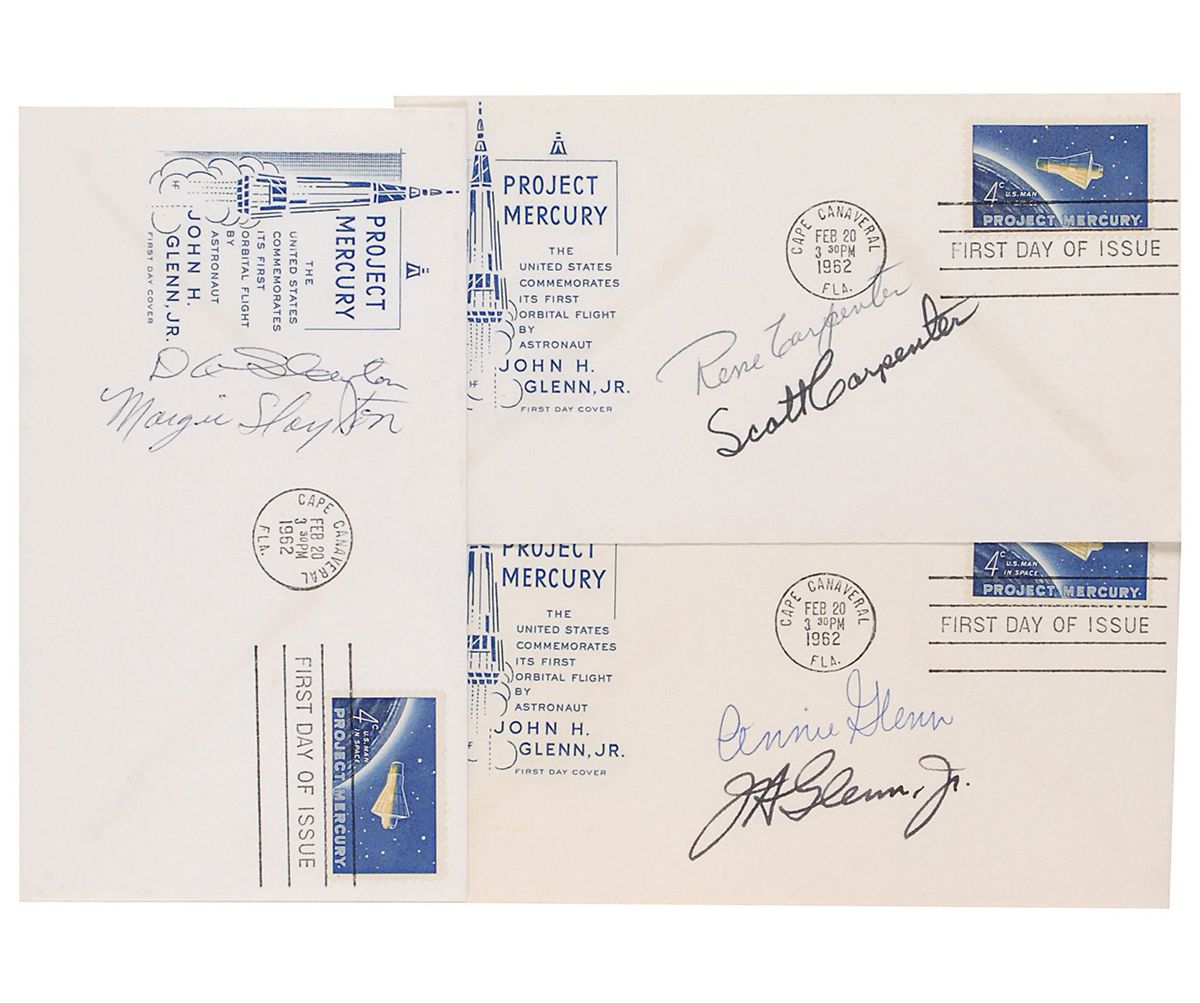 PROJECT
MERCURY
THE
UNITED STATES
COMMEMORATES
ITS FIRST
ORBITAL FLIGHT
BY
ASTRONAUT
JOHN H.
GLENN, JR.
FIRST DAY COVER
HF
D K Slayton
Margie Slayton
CAPE CANAVERAL
FEB 20
3 30PM
1962
FLA.
4c
U.S. MAN
IN SPACE
PROJECT MERCURY
FIRST DAY OF ISSUE
PROJECT
MERCURY
THE
UNITED STATES
COMMEMORATES
ITS FIRST
ORBITAL FLIGHT
BY
ASTRONAUT
JOHN H.
GLENN, JR.
FIRST DAY COVER
HF
CAPE CANAVERAL
FEB 20
3 30PM
1962
FLA.
4c
U.S. MAN
IN SPACE
PROJECT MERCURY
FIRST DAY OF ISSUE
Rene Carpenter
Scott Carpenter
PROJECT
MERCURY
THE
UNITED STATES
COMMEMORATES
ITS FIRST
ORBITAL FLIGHT
BY
ASTRONAUT
JOHN H.
GLENN, JR.
FIRST DAY COVER
CAPE CANAVERAL
FEB 20
3 30PM
1962
FLA.
4c
U.S. MAN
IN SPACE
PROJECT MERCURY
FIRST DAY OF ISSUE
Annie Glenn
JH Glenn, Jr.